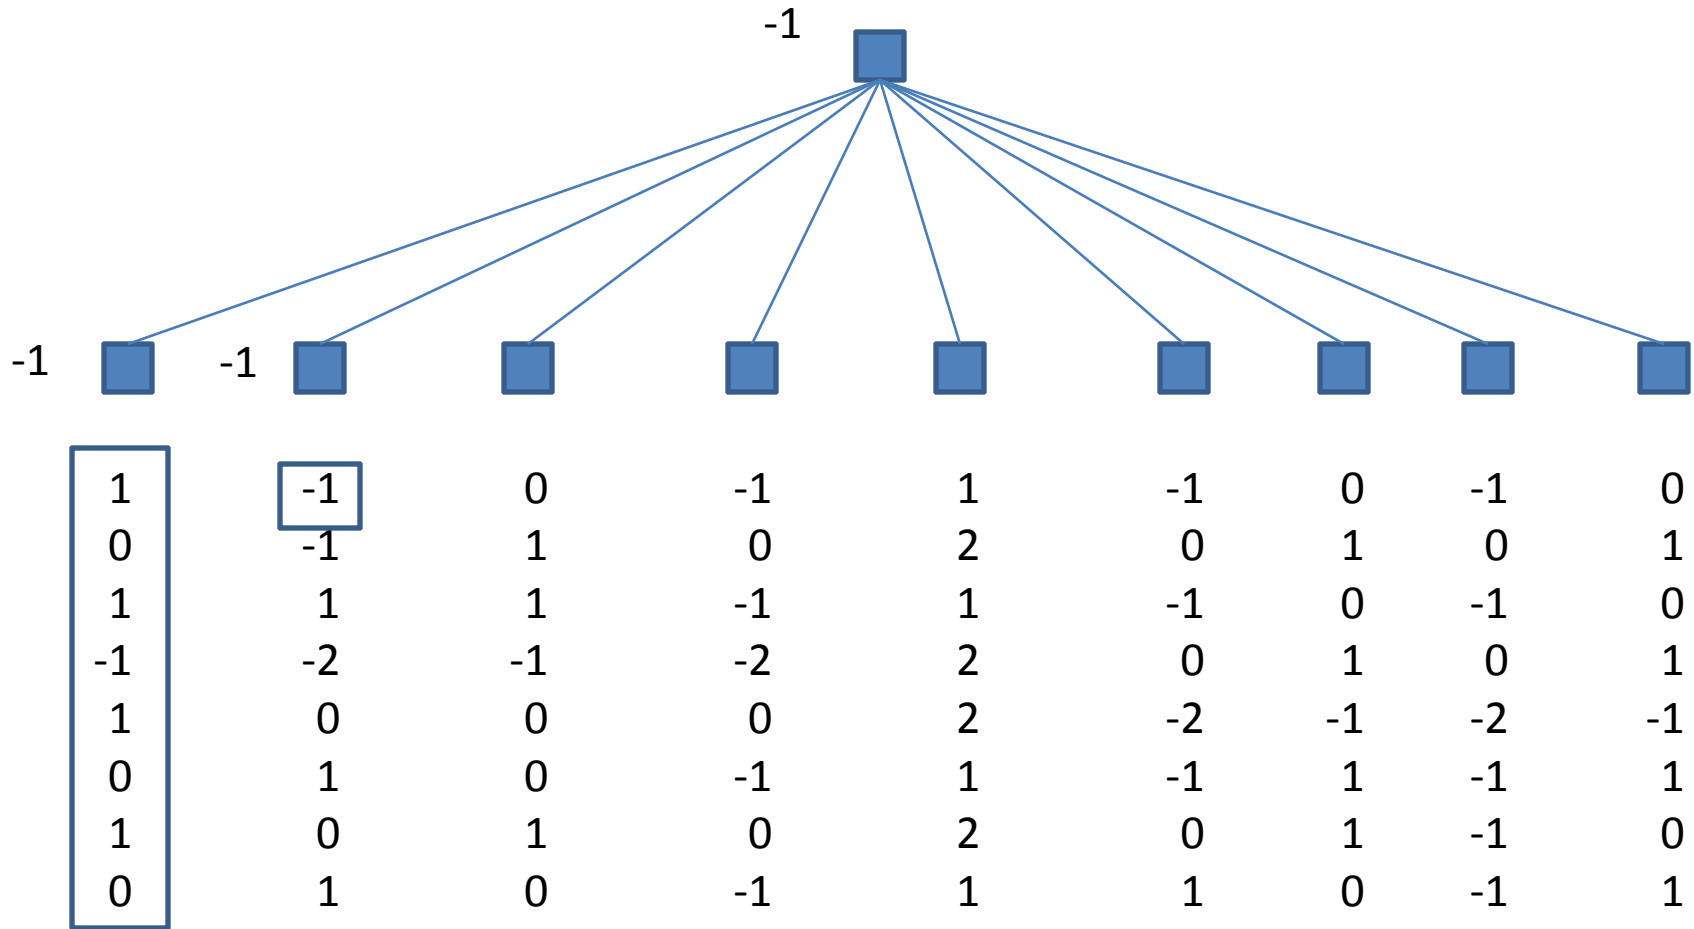 -1
-1 -1
1 -1 0 -1 1 -1 0 -1 0
0 -1 1 0 2 0 1 0 1
1 1 1 -1 1 -1 0 -1 0
-1 -2 -1 -2 2 0 1 0 1
1 0 0 0 2 -2 -1 -2 -1
0 1 0 -1 1 -1 1 -1 1
1 0 1 0 2 0 1 -1 0
0 1 0 -1 1 1 0 -1 1